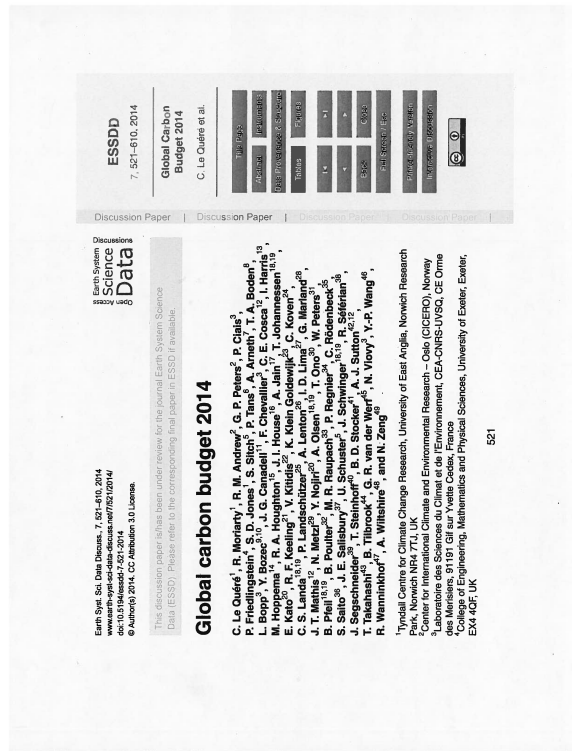 Earth Syst. Sci. Data Discuss., 7, 521–610, 2014
www.earth-syst-sci-data-discuss.net/7/521/2014/
doi:10.5194/essdd-7-521-2014
© Author(s) 2014. CC Attribution 3.0 License.
Open Access
Earth System
Science
Data
Discussions
This discussion paper is/has been under review for the journal Earth System Science
Data (ESSD). Please refer to the corresponding final paper in ESSD if available.
Global carbon budget 2014
C. Le Quéré1, R. Moriarty1, R. M. Andrew2, G. P. Peters2, P. Ciais3,
P. Friedlingstein4, S. D. Jones1, S. Sitch5, P. Tans6, A. Arneth7, T. A. Boden8,
L. Bopp3, Y. Bozec9,10, J. G. Canadell11, F. Chevallier3, C. E. Cosca12, I. Harris13,
M. Hoppema14, R. A. Houghton15, J. I. House16, A. Jain17, T. Johannessen18,19,
E. Kato20, R. F. Keeling21, V. Kitidis22, K. Klein Goldewijk23, C. Koven24,
C. S. Landa18,19, P. Landschützer25, A. Lenton26, I. D. Lima27, G. Marland28,
J. T. Mathis12, N. Metzl29, Y. Nojiri20, A. Olsen18,19, T. Ono30, W. Peters31,
B. Pfeil18,19, B. Poulter32, M. R. Raupach33, P. Regnier34, C. Rödenbeck35,
S. Saito36, J. E. Salisbury37, U. Schuster5, J. Schwinger18,19, R. Séférian38,
J. Segschneider39, T. Steinhoff40, B. D. Stocker41, A. J. Sutton42,12,
T. Takahashi43, B. Tilbrook44, G. R. van der Werf45, N. Viovy3, Y.-P. Wang46,
R. Wanninkhof47, A. Wiltshire48, and N. Zeng49
1Tyndall Centre for Climate Change Research, University of East Anglia, Norwich Research
Park, Norwich NR4 7TJ, UK
2Center for International Climate and Environmental Research – Oslo (CICERO), Norway
3Laboratoire des Sciences du Climat et de l'Environnement, CEA-CNRS-UVSQ, CE Orme
des Merisiers, 91191 Gif sur Yvette Cedex, France
4College of Engineering, Mathematics and Physical Sciences, University of Exeter, Exeter,
EX4 4QF, UK
521
Discussion Paper | Discussion Paper | Discussion Paper | Discussion Paper |
ESSDD
7, 521–610, 2014
Global Carbon
Budget 2014
C. Le Quéré et al.
Title Page
Abstract Instruments
Data Provenance & Structure
Tables Figures
Back Close
Full Screen / Esc
Printer-friendly Version
Interactive Discussion
cc BY